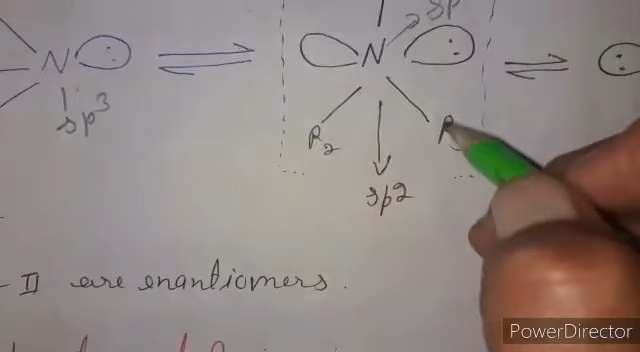 sp
N N
sp3
R2 R
sp2
- II are enantiomers.
PowerDirector